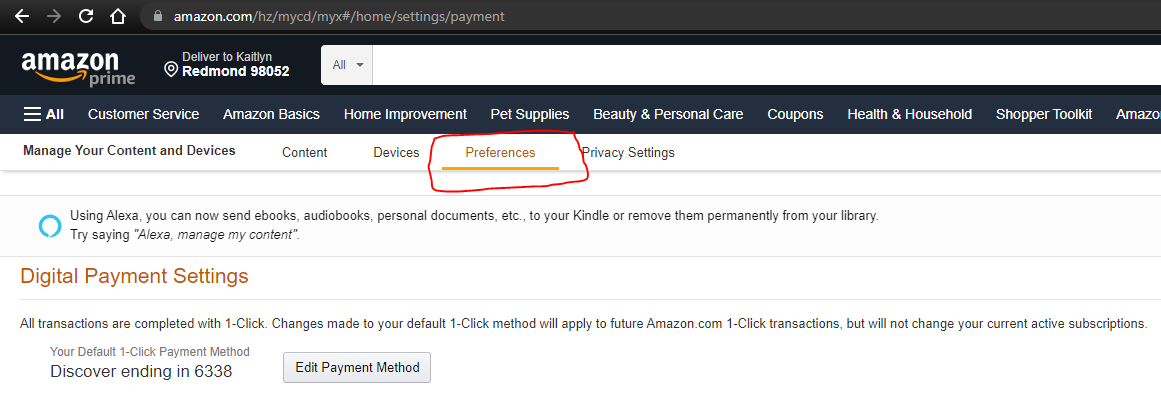 amazon.com/hz/mycd/myx#/home/settings/payment
amazon prime
Deliver to Kaitlyn
Redmond 98052
All
All Customer Service Amazon Basics Home Improvement Pet Supplies Beauty & Personal Care Coupons Health & Household Shopper Toolkit Amazo
Manage Your Content and Devices Content Devices Preferences Privacy Settings
Using Alexa, you can now send ebooks, audiobooks, personal documents, etc., to your Kindle or remove them permanently from your library.
Try saying "Alexa, manage my content".
Digital Payment Settings
All transactions are completed with 1-Click. Changes made to your default 1-Click method will apply to future Amazon.com 1-Click transactions, but will not change your current active subscriptions.
Your Default 1-Click Payment Method
Discover ending in 6338
Edit Payment Method